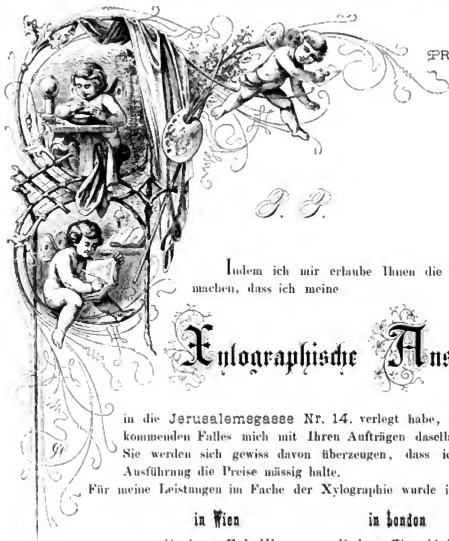 PR
P. P.
Indem ich mir erlaube Ihnen die
machen, dass ich meine
Xylographische Ans
in die Jerusalemsgasse Nr. 14. verlegt habe,
kommenden Falles mich mit Ihren Aufträgen daselb
Sie werden sich gewiss davon überzeugen, dass ic
Ausführung die Preise mässig halte.
Für meine Leistungen im Fache der Xylographie wurde i
in Wien in London